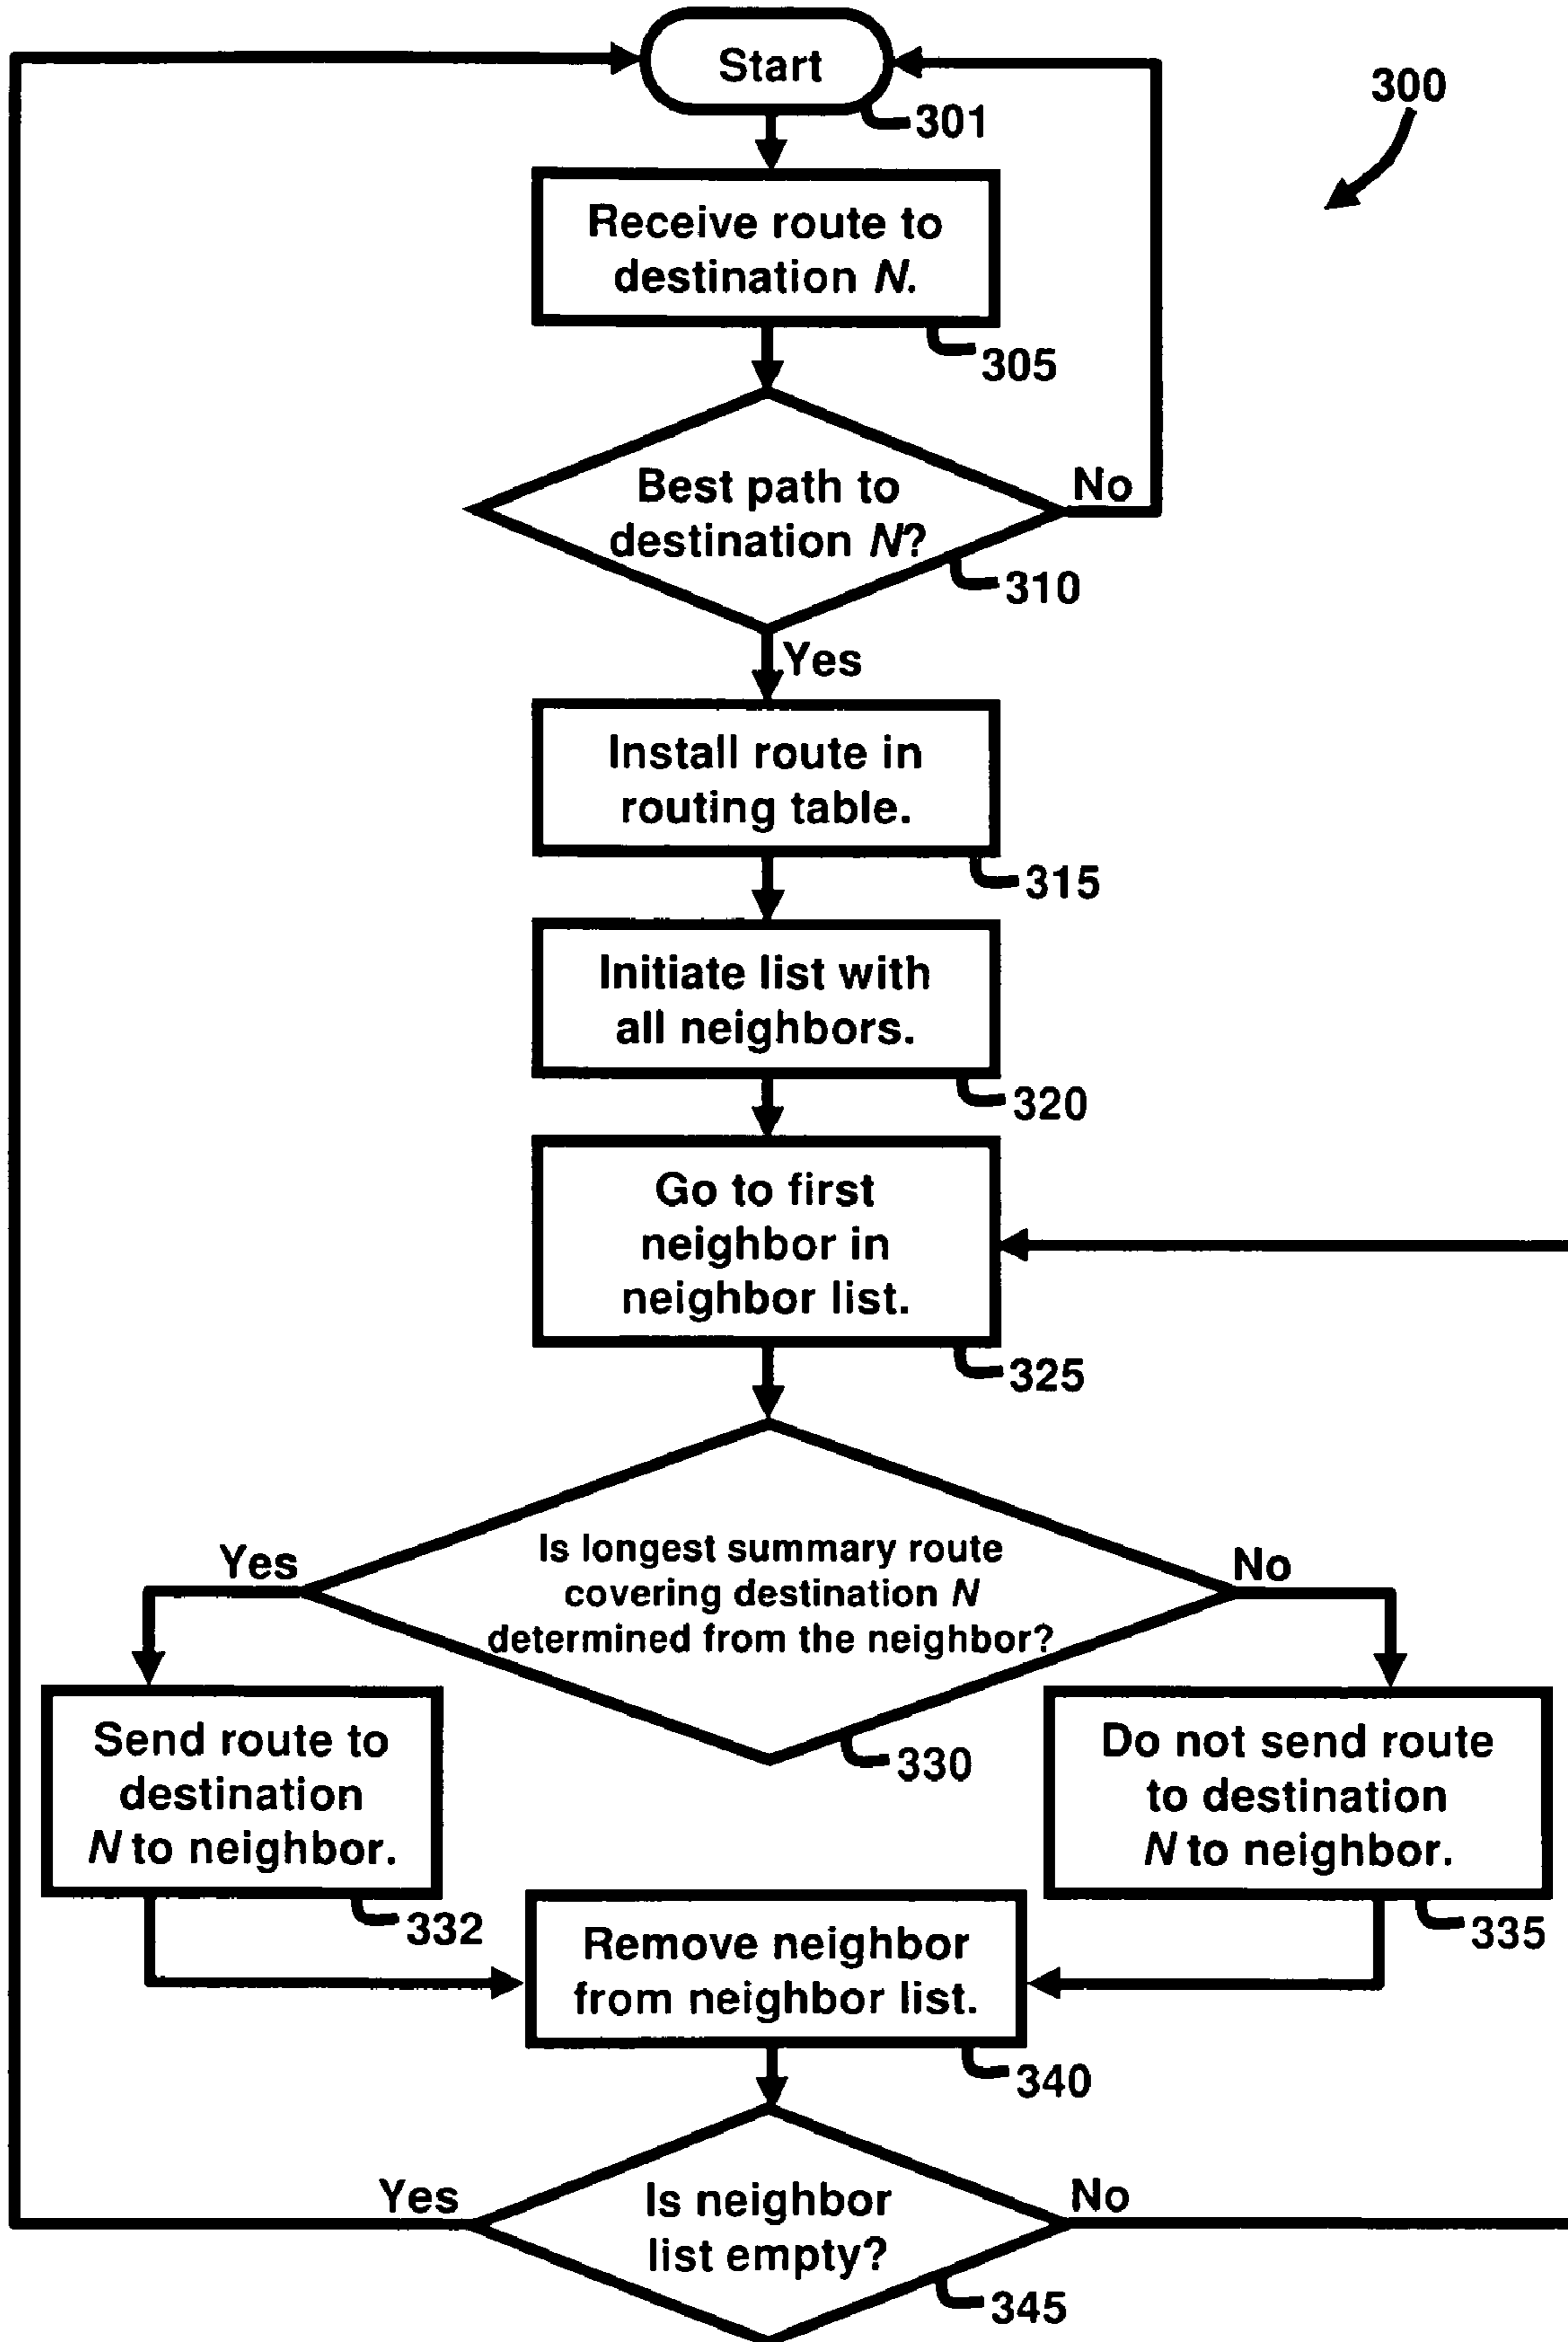 Start
301
300
Receive route to
destination N.
305
Best path to
destination N?
No
310
Yes
Install route in
routing table.
315
Initiate list with
all neighbors.
320
Go to first
neighbor in
neighbor list.
325
Yes
Is longest summary route
covering destination N
determined from the neighbor?
No
330
Send route to
destination
N to neighbor.
332
Do not send route
to destination
N to neighbor.
335
Remove neighbor
from neighbor list.
340
Yes
Is neighbor
list empty?
No
345